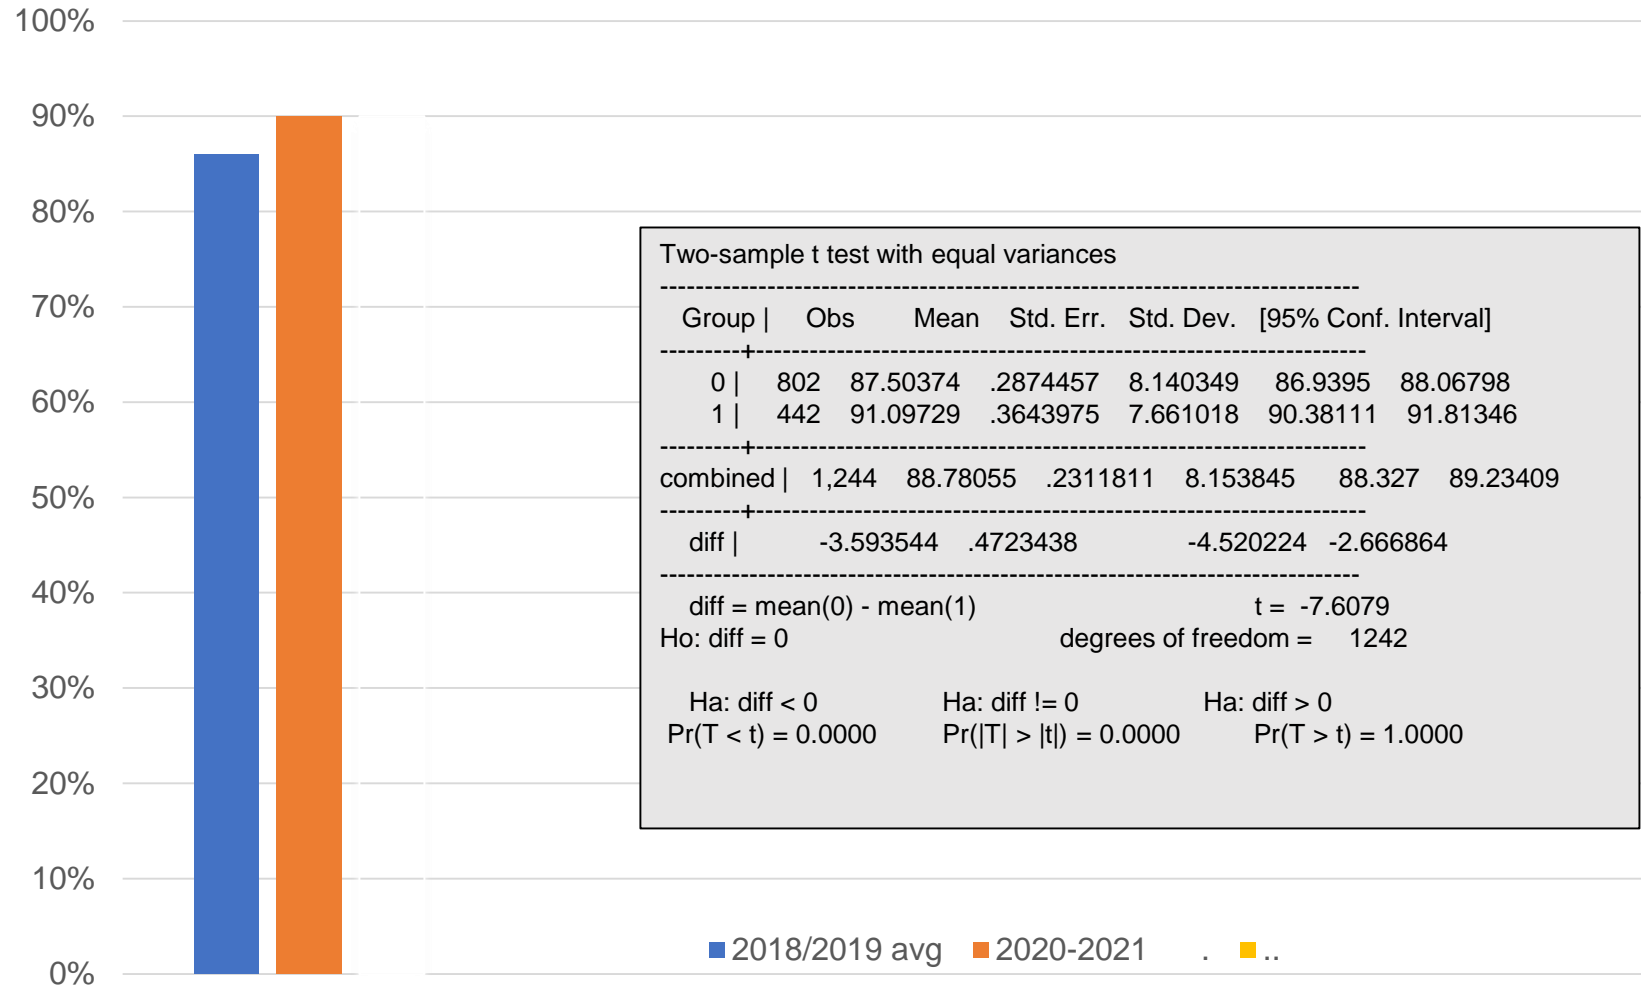 100%
90%
80%
70%
60%
50%
40%
30%
20%
10%
0%
Two-sample t test with equal variances
------------------------------------------------------------------------------
Group | Obs Mean Std. Err. Std. Dev. [95% Conf. Interval]
---------+--------------------------------------------------------------------
0 | 802 87.50374 .2874457 8.140349 86.9395 88.06798
1 | 442 91.09729 .3643975 7.661018 90.38111 91.81346
---------+--------------------------------------------------------------------
combined | 1,244 88.78055 .2311811 8.153845 88.327 89.23409
---------+--------------------------------------------------------------------
diff | -3.593544 .4723438 -4.520224 -2.666864
------------------------------------------------------------------------------
diff = mean(0) - mean(1) t = -7.6079
Ho: diff = 0 degrees of freedom = 1242
Ha: diff < 0 Ha: diff != 0 Ha: diff > 0
Pr(T < t) = 0.0000 Pr(|T| > |t|) = 0.0000 Pr(T > t) = 1.0000
2018/2019 avg 2020-2021 . ..